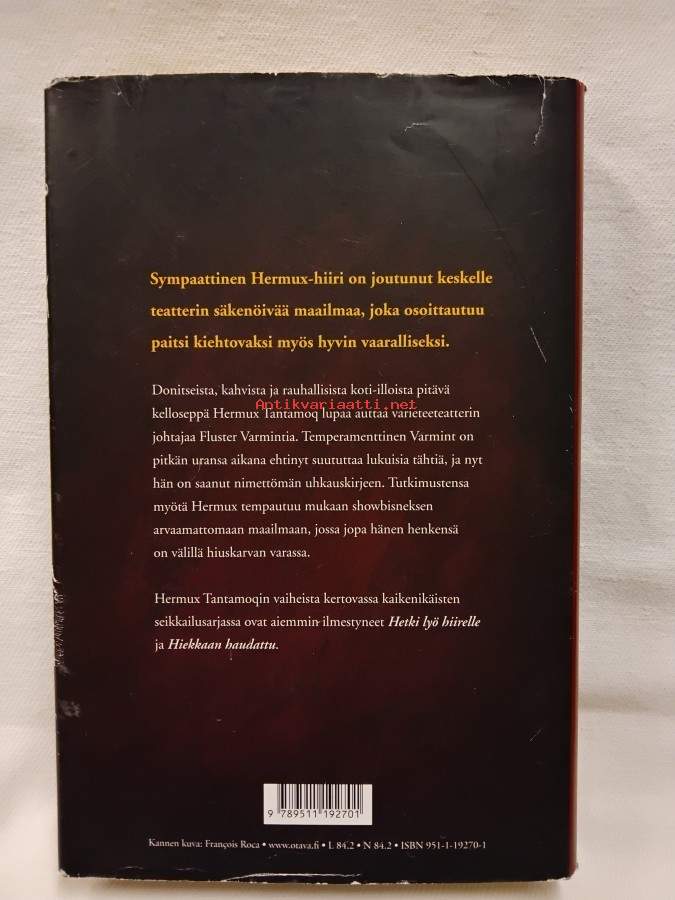 Sympaattinen Hermux-hiiri on joutunut keskelle
teatterin säkenöivää maailmaa, joka osoittautuu
paitsi kiehtovaksi myös hyvin vaaralliseksi.
Donitseista, kahvista ja rauhallisista koti-illoista pitävä
Antikvariaatti.net
kelloseppä Hermux Tantamoq lupaa auttaa varieteeteatterin
johtajaa Fluster Varmintia. Temperamenttinen Varmint on
pitkän uransa aikana ehtinyt suututtaa lukuisia tähtiä, ja nyt
hän on saanut nimettömän uhkauskirjeen. Tutkimustensa
myötä Hermux tempautuu mukaan showbisneksen
arvaamattomaan maailmaan, jossa jopa hänen henkensä
on välillä hiuskarvan varassa.
Hermux Tantamoqin vaiheista kertovassa kaikenikäisten
seikkailusarjassa ovat aiemmin ilmestyneet Hetki lyö hiirelle
ja Hiekkaan haudattu.
9 789511 192701
Kannen kuva: François Roca • www.otava.fi • L 84.2 • N 84.2 • ISBN 951-1-19270-1